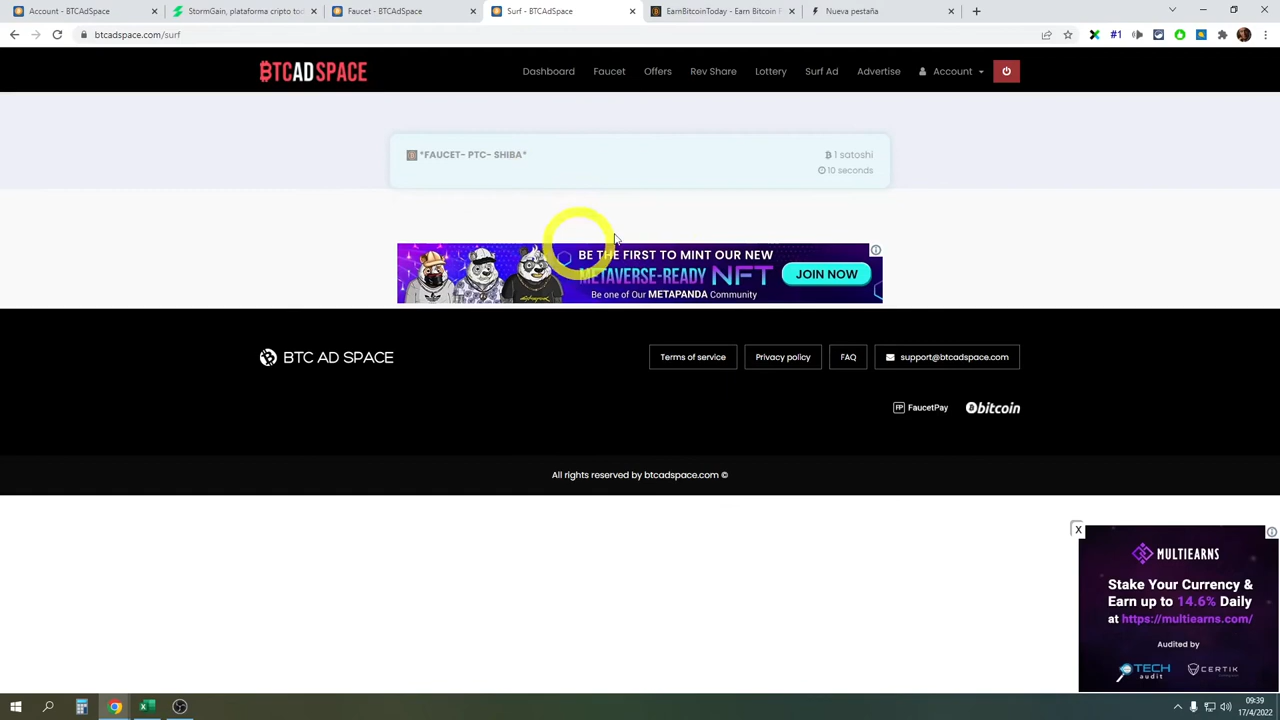 Account - BTCAdSpace
StormGain, plataforma cripto tod
Faucet - BTCAdSpace
Surf - BTCAdSpace
EarnBitcoinToday - Earn Bitcoin F
Nueva pestaña
btcadspace.com/surf
#1
BTCADSPACE
Dashboard
Faucet
Offers
Rev Share
Lottery
Surf Ad
Advertise
Account
*FAUCET- PTC- SHIBA*
1 satoshi
10 seconds
BE THE FIRST TO MINT OUR NEW
METAVERSE-READY NFT
Be one of Our METAPANDA Community
JOIN NOW
BTC AD SPACE
Terms of service
Privacy policy
FAQ
support@btcadspace.com
FP FaucetPay
bitcoin
All rights reserved by btcadspace.com ©
X
MULTIEARNS
Stake Your Currency &
Earn up to 14.6% Daily
at https://multiearns.com/
Audited by
TECH
audit
CERTIK
09:39
17/4/2022